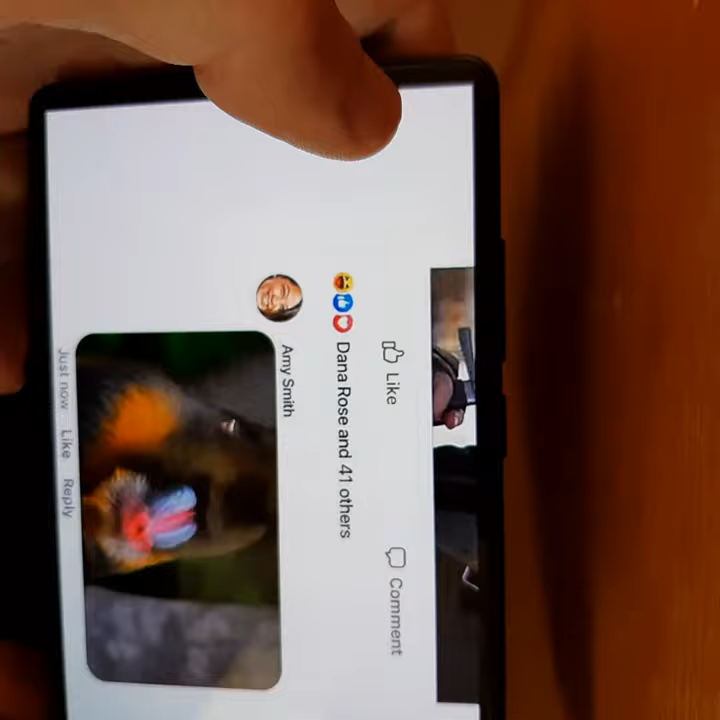 Like
Comment
Dana Rose and 41 others
Amy Smith
Just now Like Reply